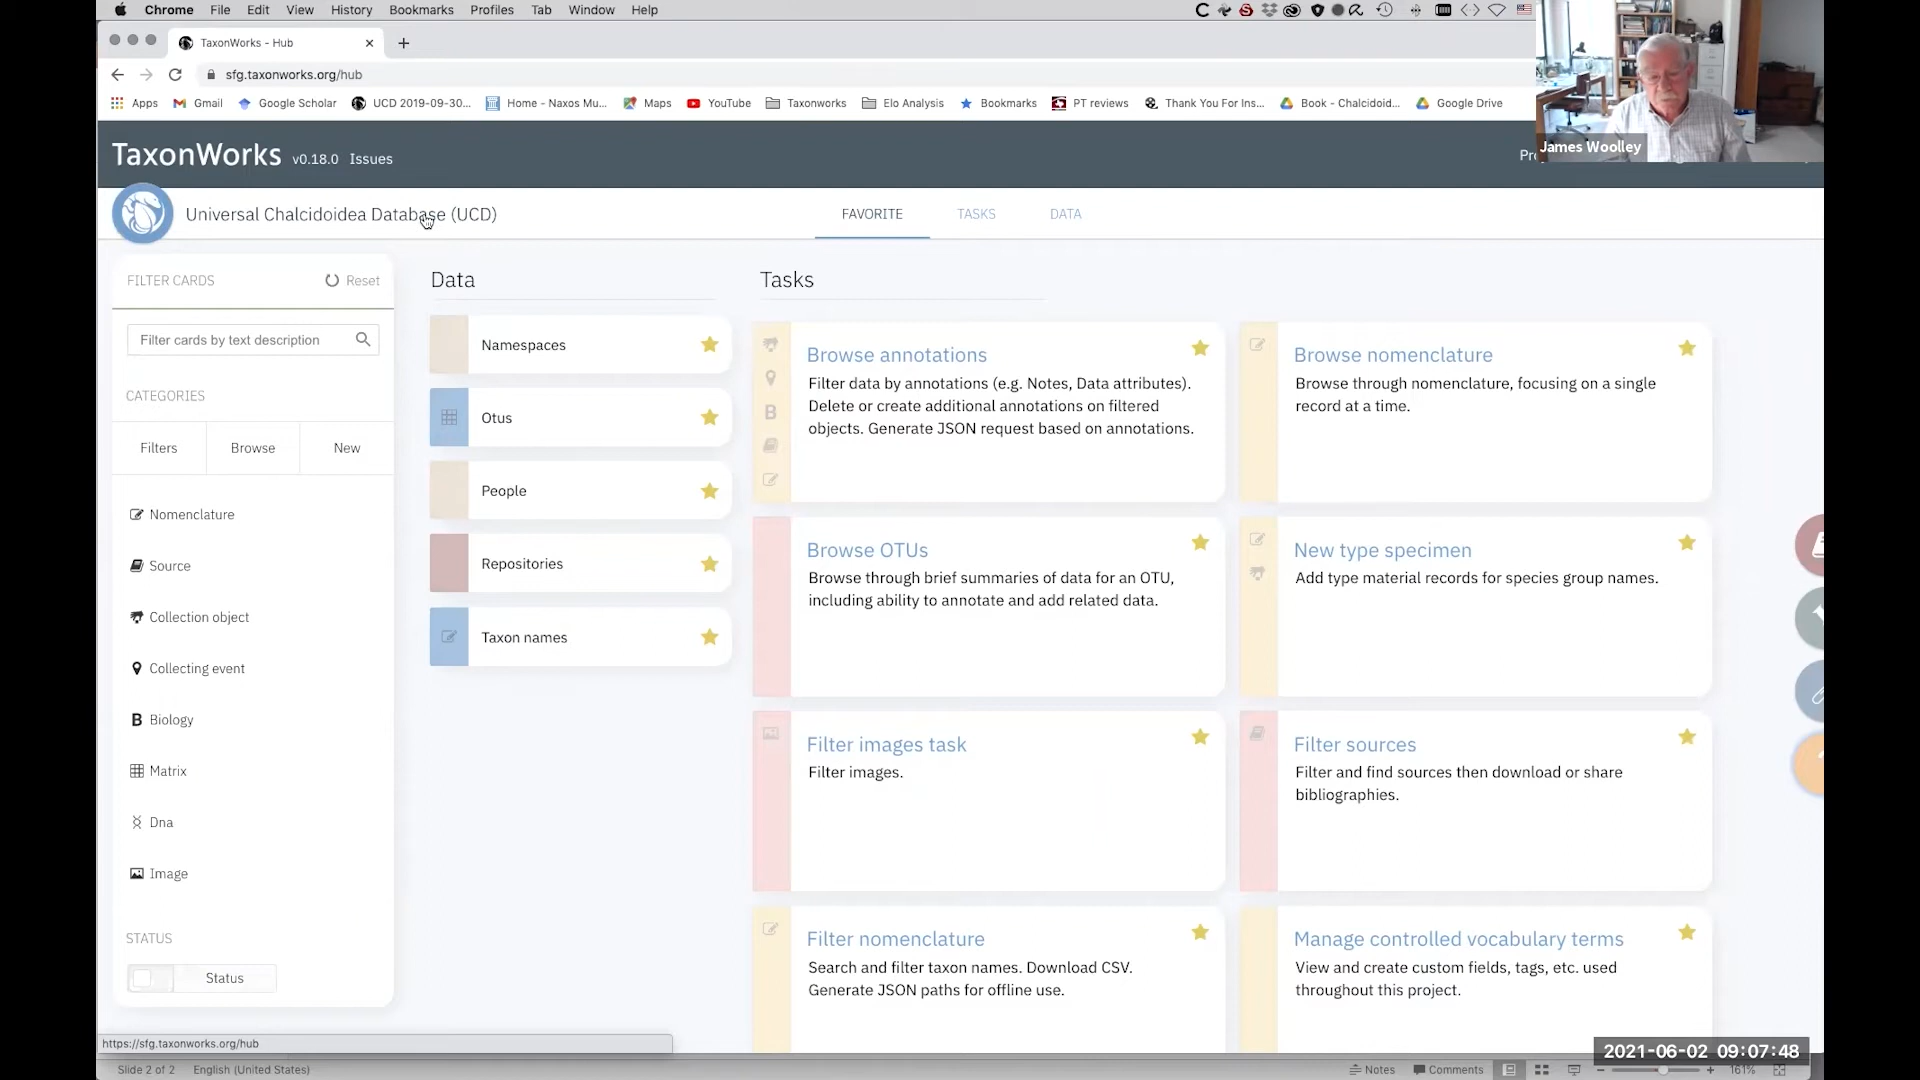 Chrome File Edit View History Bookmarks Profiles Tab Window Help
TaxonWorks - Hub
sfg.taxonworks.org/hub
Apps Gmail Google Scholar UCD 2019-09-30... Home - Naxos Mu... Maps YouTube Taxonworks Elo Analysis Bookmarks PT reviews Thank You For Ins... Book - Chalcidoid... Google Drive
James Woolley
TaxonWorks v0.18.0 Issues
Universal Chalcidoidea Database (UCD)
FAVORITE TASKS DATA
FILTER CARDS Reset
Filter cards by text description
CATEGORIES
Filters Browse New
Nomenclature
Source
Collection object
Collecting event
B Biology
Matrix
Dna
Image
STATUS
Status
Data
Namespaces
Otus
People
Repositories
Taxon names
Tasks
B
Browse annotations
Filter data by annotations (e.g. Notes, Data attributes).
Delete or create additional annotations on filtered
objects. Generate JSON request based on annotations.
Browse nomenclature
Browse through nomenclature, focusing on a single
record at a time.
Browse OTUs
Browse through brief summaries of data for an OTU,
including ability to annotate and add related data.
New type specimen
Add type material records for species group names.
Filter images task
Filter images.
Filter sources
Filter and find sources then download or share
bibliographies.
Filter nomenclature
Search and filter taxon names. Download CSV.
Generate JSON paths for offline use.
Manage controlled vocabulary terms
View and create custom fields, tags, etc. used
throughout this project.
https://sfg.taxonworks.org/hub
2021-06-02 09:07:48
Slide 2 of 2 English (United States) Notes Comments 161%